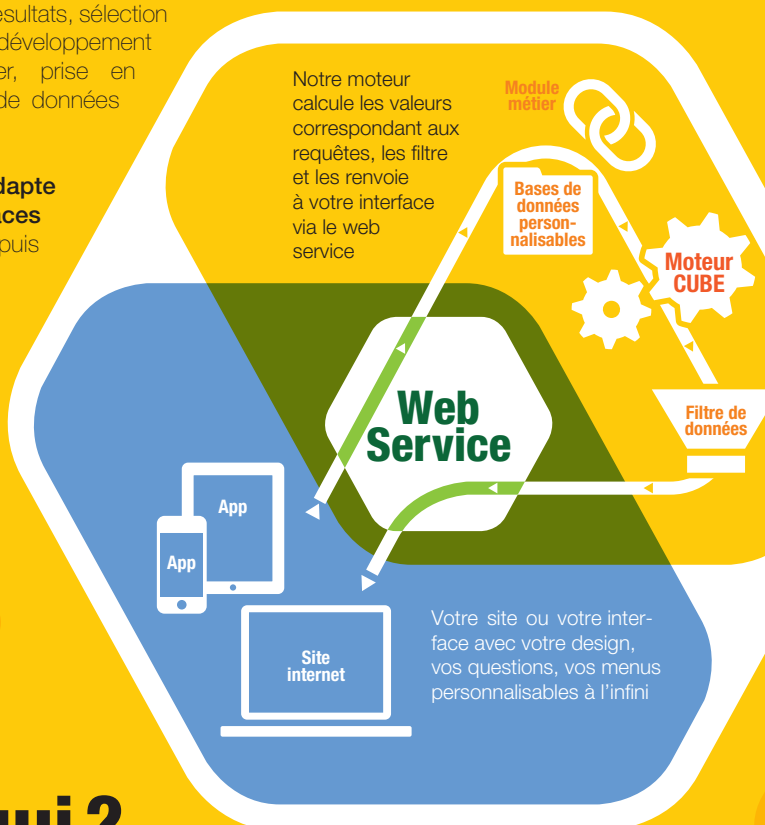 ésultats, sélection
développement
er, prise en
de données
dapte
aces
puis
Notre moteur
calcule les valeurs
correspondant aux
requêtes, les filtre
et les renvoie
à votre interface
via le web
service
Module
métier
Bases de
données
person-
nalisables
Moteur
CUBE
Filtre de
données
Web
Service
App
App
Site
internet
Votre site ou votre inter-
face avec votre design,
vos questions, vos menus
personnalisables à l’infini
ui ?